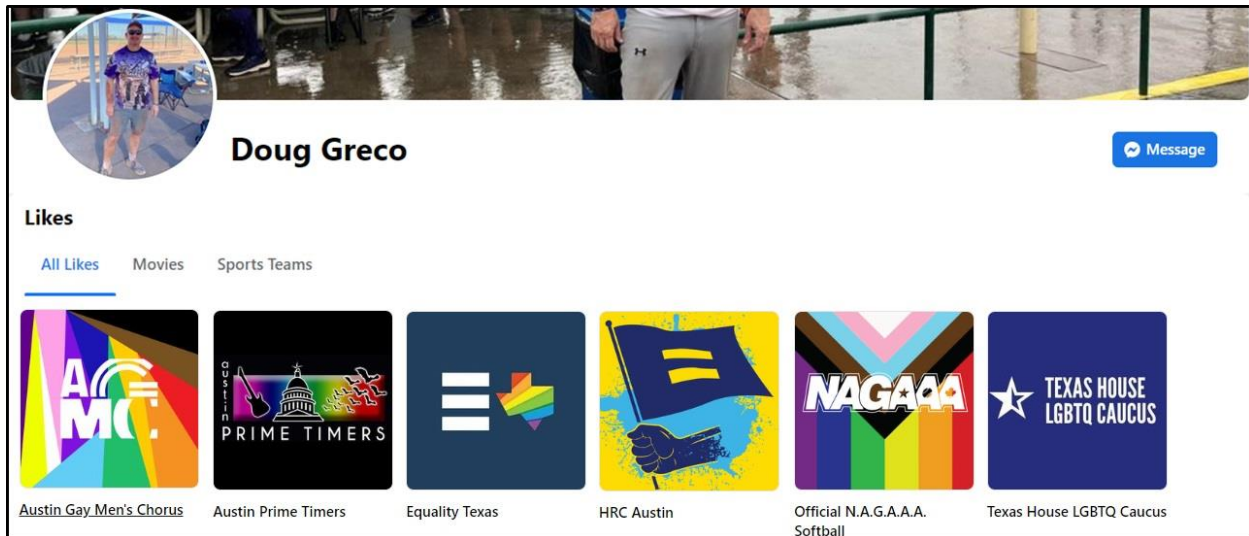 Doug Greco
Message
Likes
All Likes Movies Sports Teams
AGMC
austin
PRIME TIMERS
NAGAAA
TEXAS HOUSE
LGBTQ CAUCUS
Austin Gay Men's Chorus
Austin Prime Timers
Equality Texas
HRC Austin
Official N.A.G.A.A.A.
Softball
Texas House LGBTQ Caucus